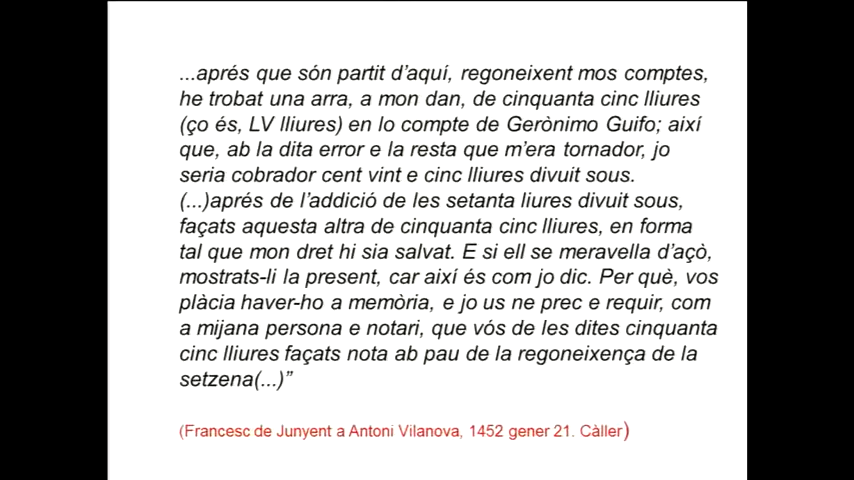 ...aprés que són partit d'aquí, regoneixent mos comptes,
he trobat una arra, a mon dan, de cinquanta cinc lliures
(ço és, LV lliures) en lo compte de Gerònimo Guifo; així
que, ab la dita error e la resta que m'era tornador, jo
seria cobrador cent vint e cinc lliures divuit sous.
(...)aprés de l'addició de les setanta liures divuit sous,
façats aquesta altra de cinquanta cinc lliures, en forma
tal que mon dret hi sia salvat. E si ell se meravella d'açò,
mostrats-li la present, car així és com jo dic. Per què, vos
plàcia haver-ho a memòria, e jo us ne prec e requir, com
a mijana persona e notari, que vós de les dites cinquanta
cinc lliures façats nota ab pau de la regoneixença de la
setzena(...)”
(Francesc de Junyent a Antoni Vilanova, 1452 gener 21. Càller)